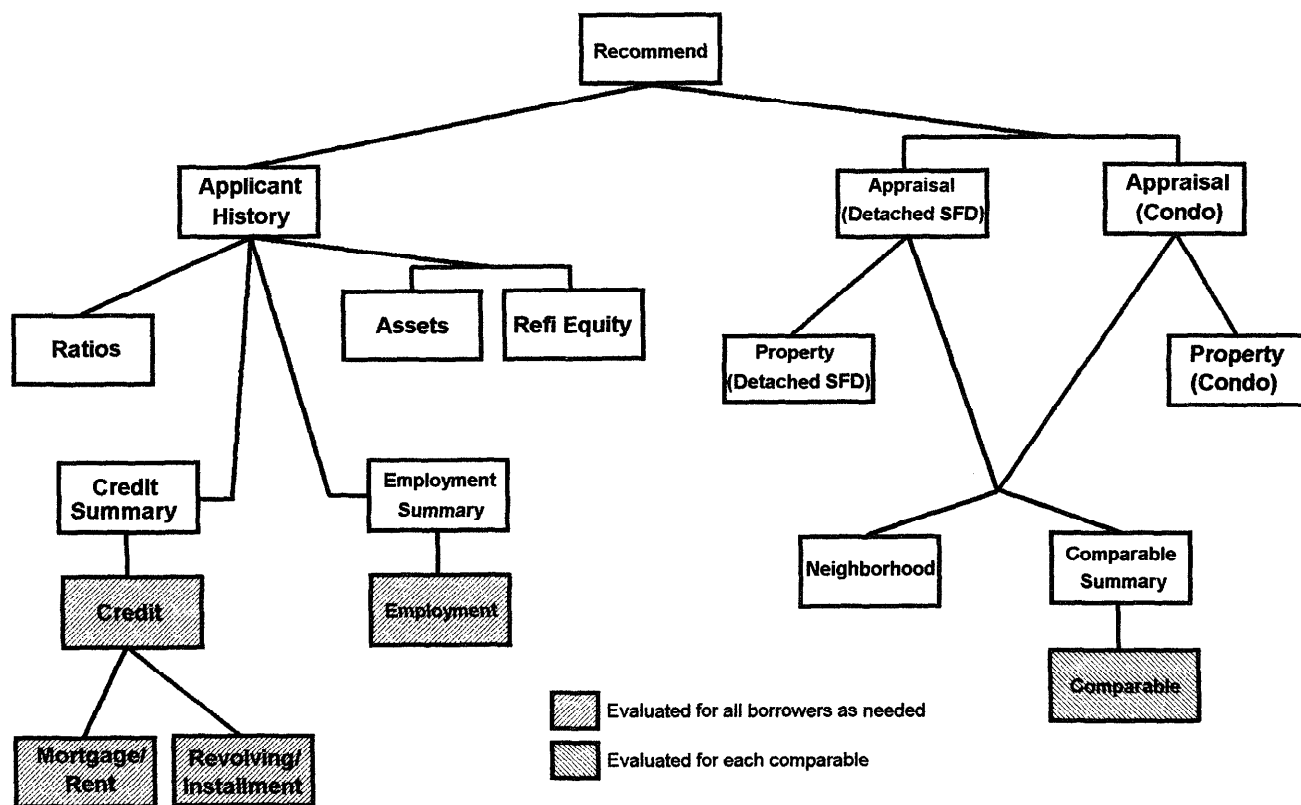 Recommend
Applicant
History
Appraisal
(Detached SFD)
Appraisal
(Condo)
Ratios
Assets
Refi Equity
Property
(Detached SFD)
Property
(Condo)
Credit
Summary
Employment
Summary
Neighborhood
Comparable
Summary
Credit
Employment
Comparable
Mortgage/
Rent
Revolving/
Installment
Evaluated for all borrowers as needed
Evaluated for each comparable